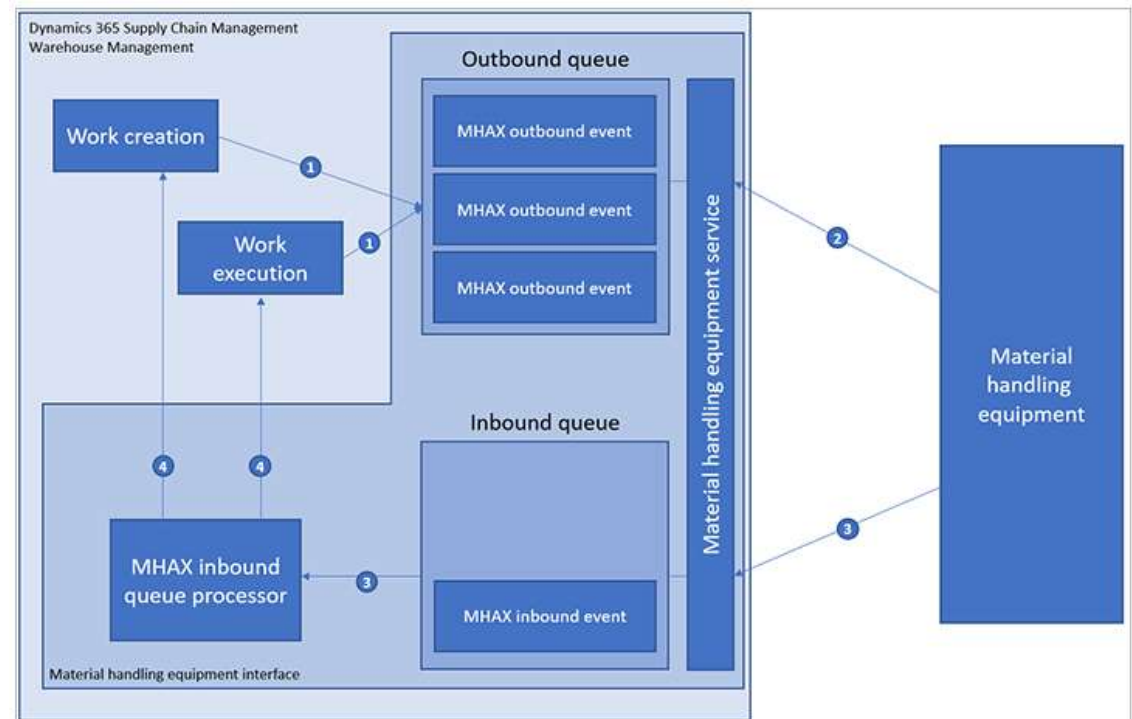 Dynamics 365 Supply Chain Management
Warehouse Management
Outbound queue
Work creation
MHAX outbound event
1
MHAX outbound event
Work
execution
1
MHAX outbound event
Material handling equipment service
2
Material
handling
equipment
Inbound queue
4
4
3
MHAX inbound
queue processor
3
MHAX inbound event
Material handling equipment interface